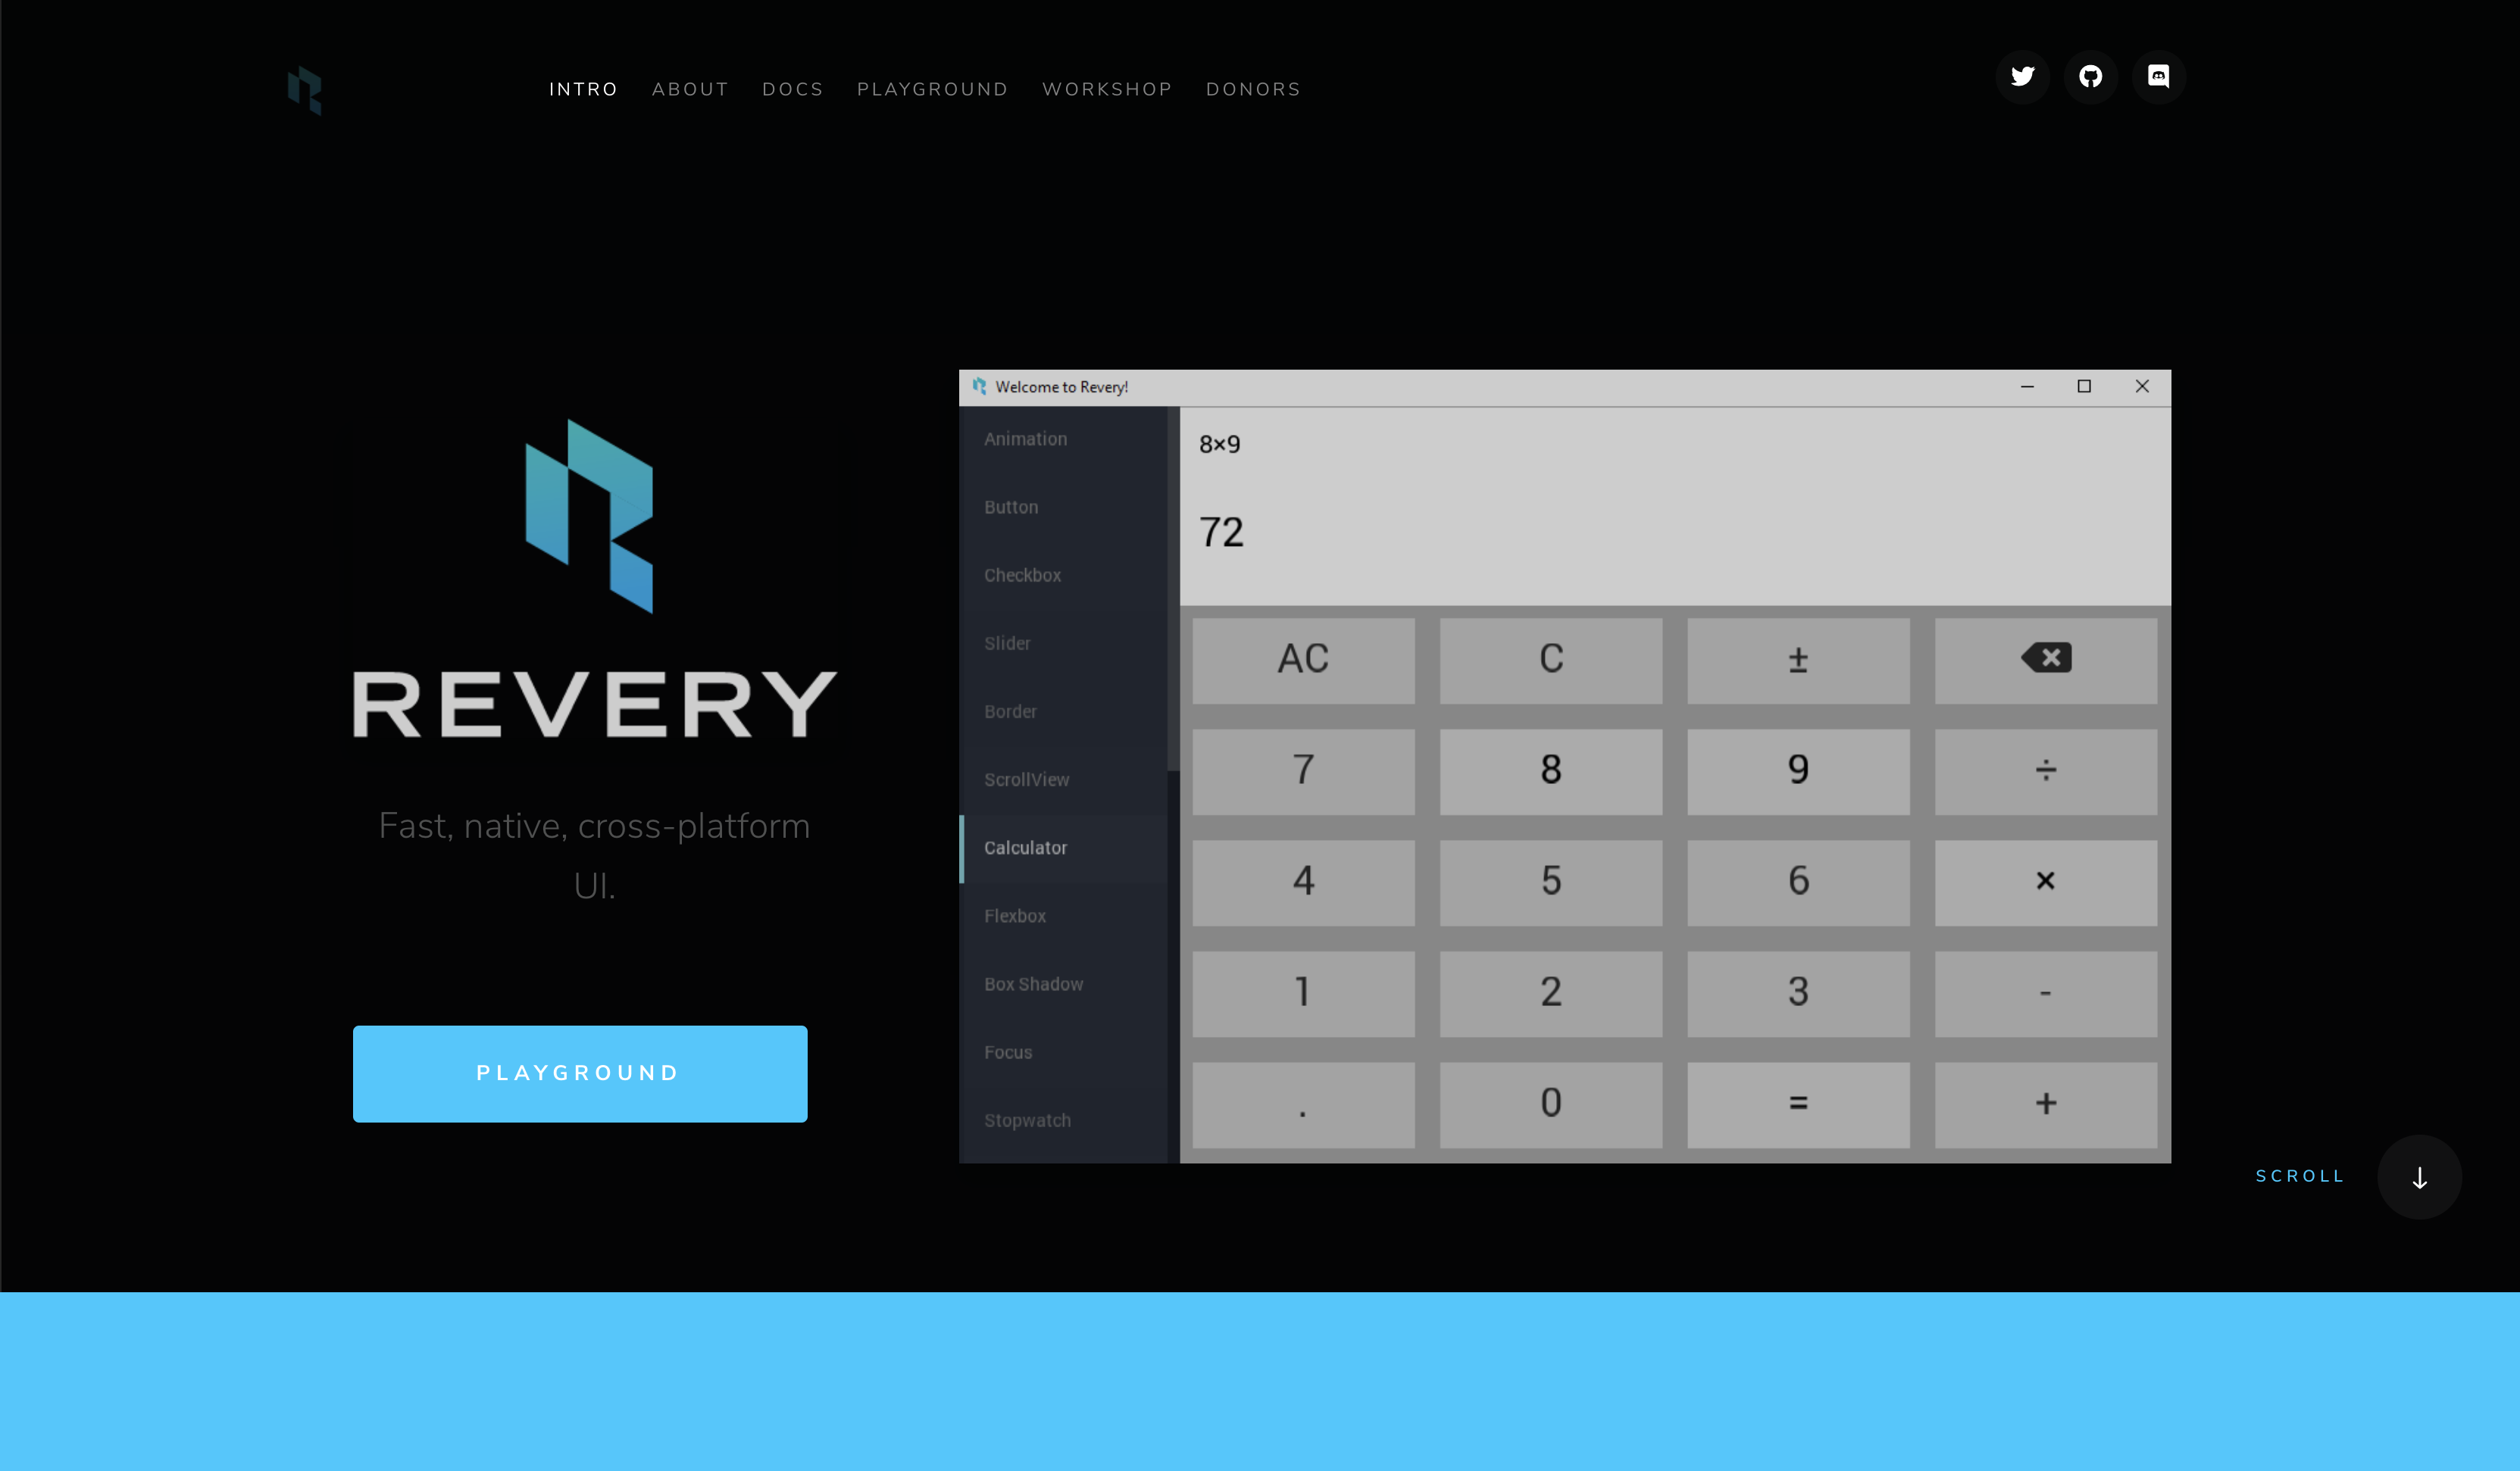 INTRO ABOUT DOCS PLAYGROUND WORKSHOP DONORS
REVERY
Fast, native, cross-platform
UI.
PLAYGROUND
Welcome to Revery!
Animation
Button
Checkbox
Slider
Border
ScrollView
Calculator
Flexbox
Box Shadow
Focus
Stopwatch
8×9
72
AC C ±
7 8 9 ÷
4 5 6 ×
1 2 3 -
. 0 = +
SCROLL